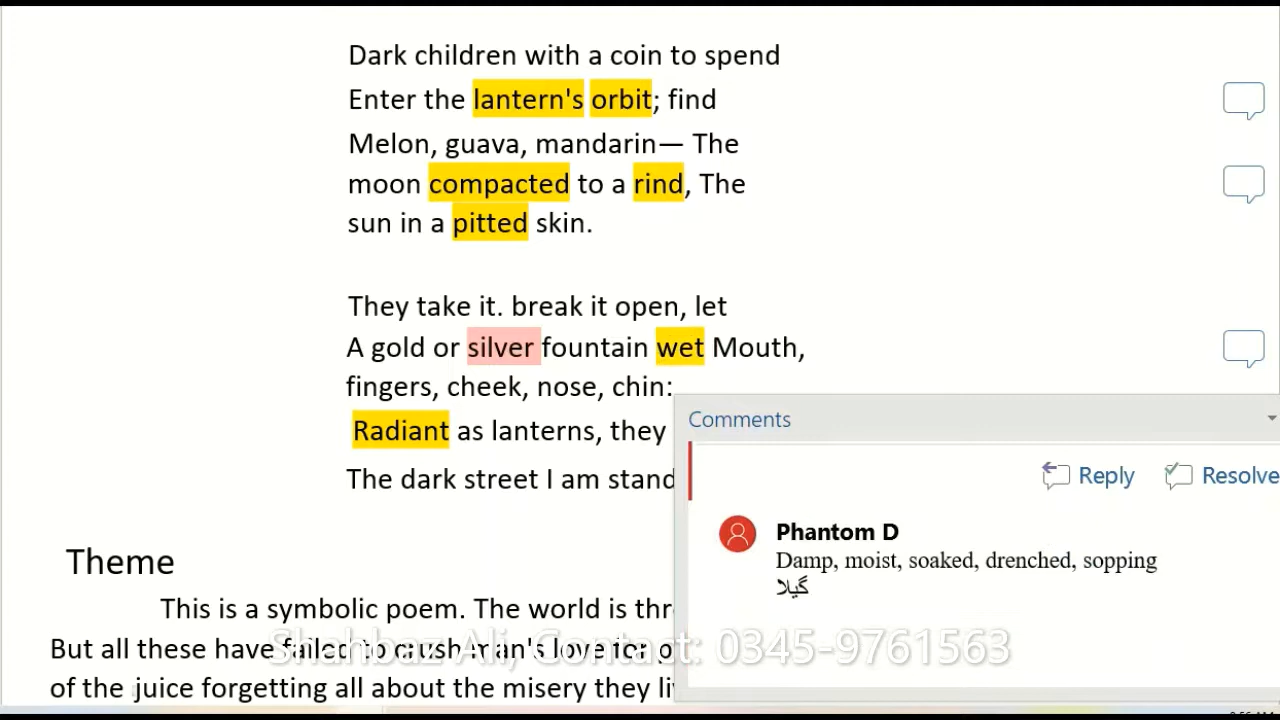 Dark children with a coin to spend
Enter the lantern's orbit; find
Melon, guava, mandarin— The
moon compacted to a rind, The
sun in a pitted skin.
They take it. break it open, let
A gold or silver fountain wet Mouth,
fingers, cheek, nose, chin:
Radiant as lanterns, they
The dark street I am stand
Comments
Reply Resolve
Phantom D
Damp, moist, soaked, drenched, sopping
گیلا
Theme
This is a symbolic poem. The world is
But all these have failed to crush man's love for
of the juice forgetting all about the misery they
Shahbaz Ali, Contact: 0345-9761563